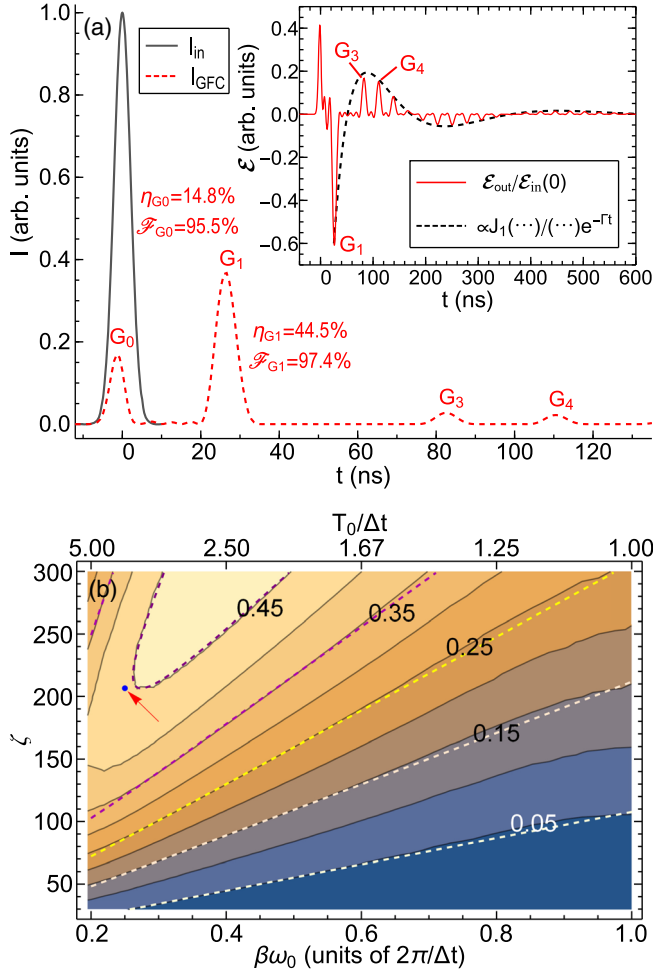 (a)
I_in
I_GFC
η_G0=14.8%
ℱ_G0=95.5%
G_0
G_1
η_G1=44.5%
ℱ_G1=97.4%
G_3
G_4
I (arb. units)
1.0
0.8
0.6
0.4
0.2
0.0
0 20 40 60 80 100 120
t (ns)
G_3
G_4
G_1
ℰ_out/ℰ_in(0)
∝J_1(⋯)/(⋯)e^−Γt
ℰ (arb. units)
0.4
0.2
0.0
−0.2
−0.4
−0.6
0 100 200 300 400 500 600
t (ns)
T_0/Δt
5.00 2.50 1.67 1.25 1.00
(b)
0.45
0.35
0.25
0.15
0.05
ζ
300
250
200
150
100
50
0.2 0.4 0.6 0.8 1.0
βω_0 (units of 2π/Δt)